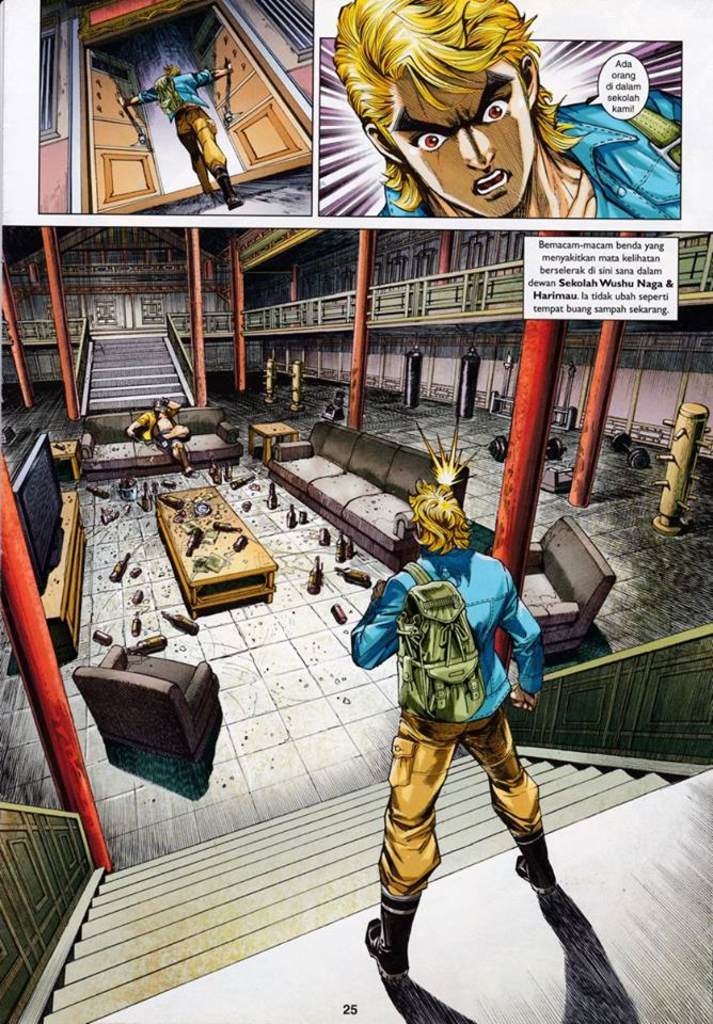 Ada
orang
di dalam
sekolah
kami!
Bemacam-macam benda yang
menyakitkan mata kelihatan
berselerak di sini sana dalam
dewan Sekolah Wushu Naga &
Harimau. Ia tidak ubah seperti
tempat buang sampah sekarang.
25